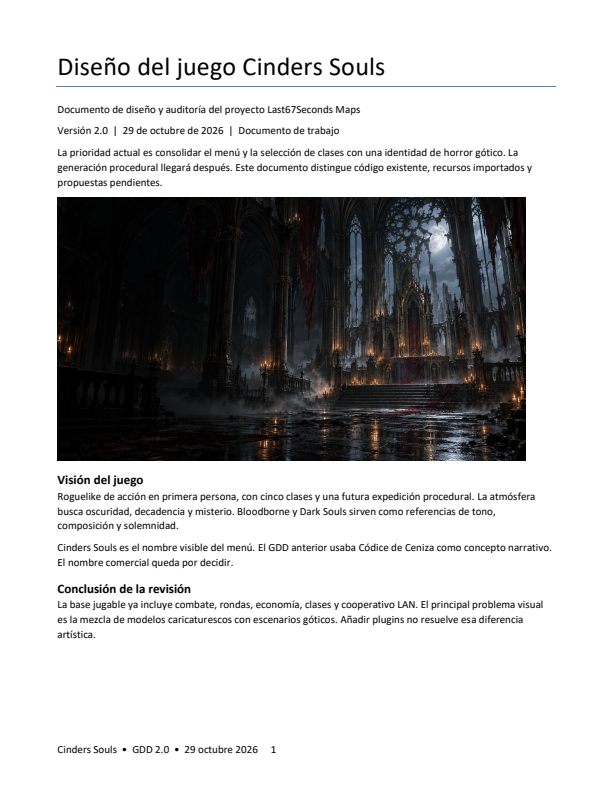 Diseño del juego Cinders Souls
Documento de diseño y auditoría del proyecto Last67Seconds Maps
Versión 2.0 | 29 de octubre de 2026 | Documento de trabajo
La prioridad actual es consolidar el menú y la selección de clases con una identidad de horror gótico. La
generación procedural llegará después. Este documento distingue código existente, recursos importados y
propuestas pendientes.
Visión del juego
Roguelike de acción en primera persona, con cinco clases y una futura expedición procedural. La atmósfera
busca oscuridad, decadencia y misterio. Bloodborne y Dark Souls sirven como referencias de tono,
composición y solemnidad.
Cinders Souls es el nombre visible del menú. El GDD anterior usaba Códice de Ceniza como concepto narrativo.
El nombre comercial queda por decidir.
Conclusión de la revisión
La base jugable ya incluye combate, rondas, economía, clases y cooperativo LAN. El principal problema visual
es la mezcla de modelos caricaturescos con escenarios góticos. Añadir plugins no resuelve esa diferencia
artística.
Cinders Souls • GDD 2.0 • 29 octubre 2026 1